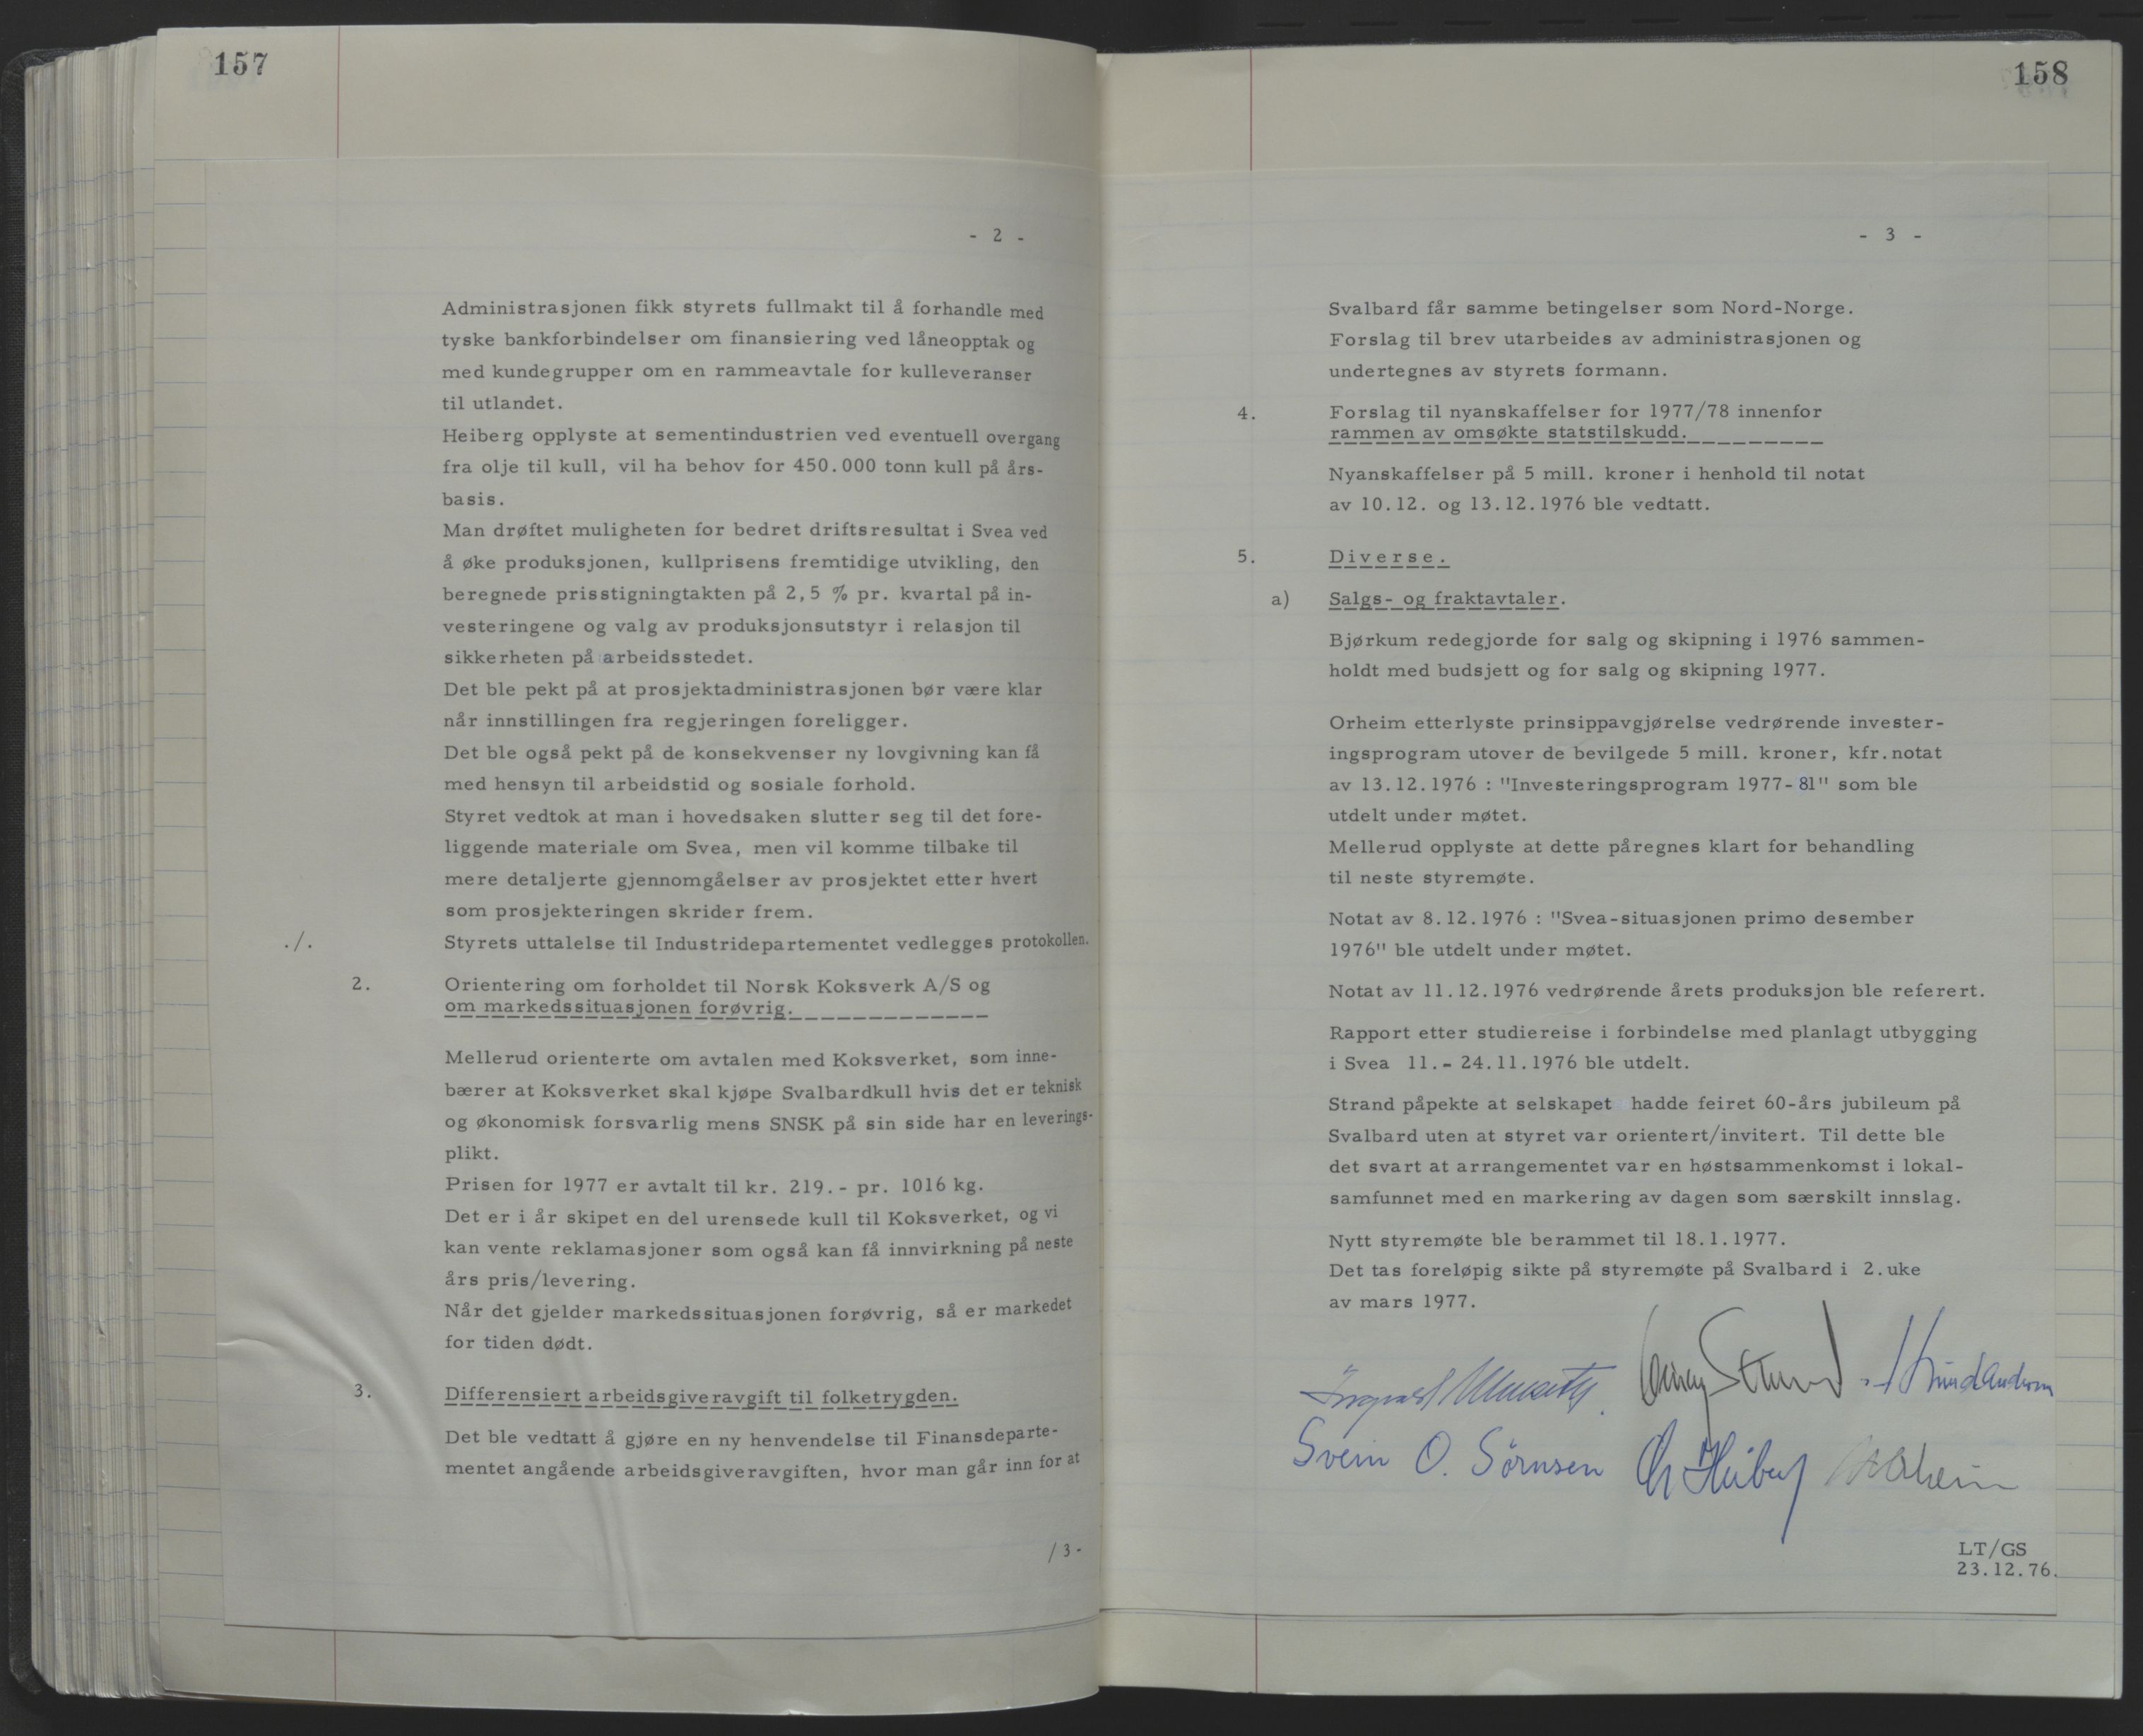 157
- 2 -
Administrasjonen fikk styrets fullmakt til å forhandle med
tyske bankforbindelser om finansiering ved låneopptak og
med kundegrupper om en rammeavtale for kulleveranser
til utlandet.
Heiberg opplyste at sementindustrien ved eventuell overgang
fra olje til kull, vil ha behov for 450.000 tonn kull på års-
basis.
Man drøftet muligheten for bedret driftsresultat i Svea ved
å øke produksjonen, kullprisens fremtidige utvikling, den
beregnede prisstigningtakten på 2,5 % pr. kvartal på in-
vesteringene og valg av produksjonsutstyr i relasjon til
sikkerheten på arbeidsstedet.
Det ble pekt på at prosjektadministrasjonen bør være klar
når innstillingen fra regjeringen foreligger.
Det ble også pekt på de konsekvenser ny lovgivning kan få
med hensyn til arbeidstid og sosiale forhold.
Styret vedtok at man i hovedsaken slutter seg til det fore-
liggende materiale om Svea, men vil komme tilbake til
mere detaljerte gjennomgåelser av prosjektet etter hvert
som prosjekteringen skrider frem.
./. Styrets uttalelse til Industridepartementet vedlegges protokollen.
2. Orientering om forholdet til Norsk Koksverk A/S og
om markedssituasjonen forøvrig.
Mellerud orienterte om avtalen med Koksverket, som inne-
bærer at Koksverket skal kjøpe Svalbardkull hvis det er teknisk
og økonomisk forsvarlig mens SNSK på sin side har en leverings-
plikt.
Prisen for 1977 er avtalt til kr. 219.- pr. 1016 kg.
Det er i år skipet en del urensede kull til Koksverket, og vi
kan vente reklamasjoner som også kan få innvirkning på neste
års pris/levering.
Når det gjelder markedssituasjonen forøvrig, så er markedet
for tiden dødt.
3. Differensiert arbeidsgiveravgift til folketrygden.
Det ble vedtatt å gjøre en ny henvendelse til Finansdeparte-
mentet angående arbeidsgiveravgiften, hvor man går inn for at
/3-
158
- 3 -
Svalbard får samme betingelser som Nord-Norge.
Forslag til brev utarbeides av administrasjonen og
undertegnes av styrets formann.
4. Forslag til nyanskaffelser for 1977/78 innenfor
rammen av omsøkte statstilskudd.
Nyanskaffelser på 5 mill. kroner i henhold til notat
av 10.12. og 13.12.1976 ble vedtatt.
5. Diverse.
a) Salgs- og fraktavtaler.
Bjørkum redegjorde for salg og skipning i 1976 sammen-
holdt med budsjett og for salg og skipning 1977.
Orheim etterlyste prinsippavgjørelse vedrørende invester-
ingsprogram utover de bevilgede 5 mill. kroner, kfr. notat
av 13.12.1976 : "Investeringsprogram 1977-81" som ble
utdelt under møtet.
Mellerud opplyste at dette påregnes klart for behandling
til neste styremøte.
Notat av 8.12.1976 : "Svea-situasjonen primo desember
1976" ble utdelt under møtet.
Notat av 11.12.1976 vedrørende årets produksjon ble referert.
Rapport etter studiereise i forbindelse med planlagt utbygging
i Svea 11.- 24.11.1976 ble utdelt.
Strand påpekte at selskapet hadde feiret 60-års jubileum på
Svalbard uten at styret var orientert/invitert. Til dette ble
det svart at arrangementet var en høstsammenkomst i lokal-
samfunnet med en markering av dagen som særskilt innslag.
Nytt styremøte ble berammet til 18.1.1977.
Det tas foreløpig sikte på styremøte på Svalbard i 2.uke
av mars 1977.
Svein O. Sörnsen
LT/GS
23.12.76.